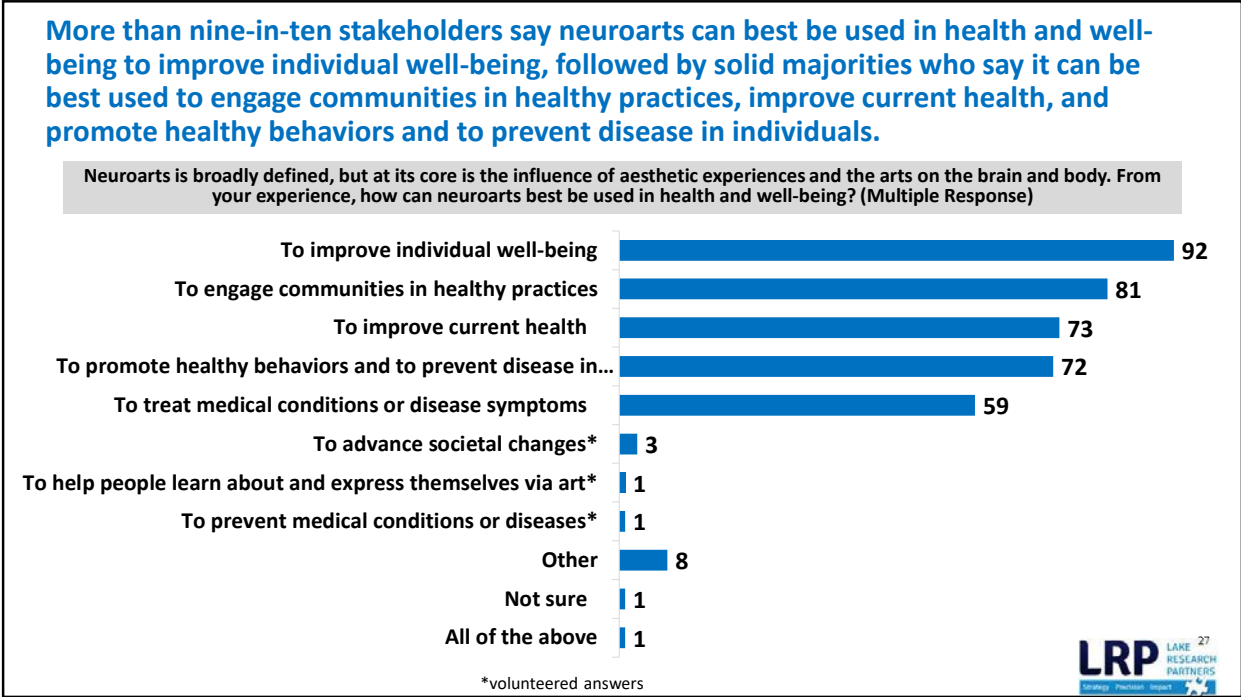 More than nine-in-ten stakeholders say neuroarts can best be used in health and well-
being to improve individual well-being, followed by solid majorities who say it can be
best used to engage communities in healthy practices, improve current health, and
promote healthy behaviors and to prevent disease in individuals.
Neuroarts is broadly defined, but at its core is the influence of aesthetic experiences and the arts on the brain and body. From
your experience, how can neuroarts best be used in health and well-being? (Multiple Response)
To improve individual well-being 92
To engage communities in healthy practices 81
To improve current health 73
To promote healthy behaviors and to prevent disease in… 72
To treat medical conditions or disease symptoms 59
To advance societal changes* 3
To help people learn about and express themselves via art* 1
To prevent medical conditions or diseases* 1
Other 8
Not sure 1
All of the above 1
*volunteered answers
27
LRP LAKE
RESEARCH
PARTNERS
Strategy Precision Impact